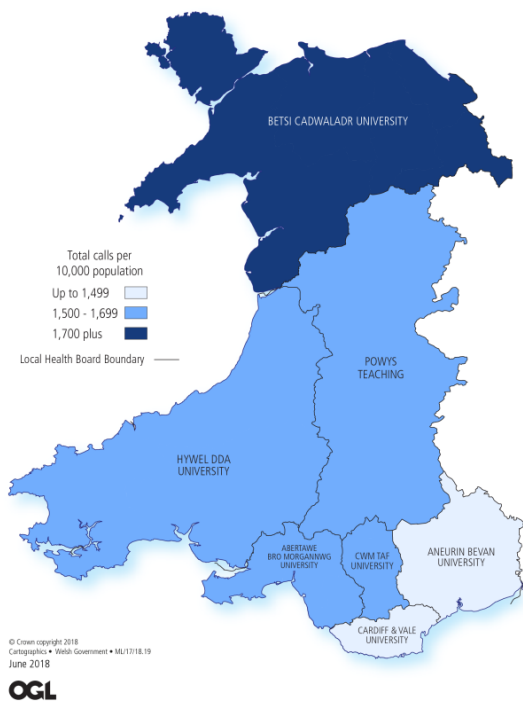 BETSI CADWALADR UNIVERSITY
Total calls per
10,000 population
Up to 1,499
1,500 - 1,699
1,700 plus
Local Health Board Boundary
POWYS
TEACHING
HYWEL DDA
UNIVERSITY
ABERTAWE
BRO MORGANNWG
UNIVERSITY
CWM TAF
UNIVERSITY
ANEURIN BEVAN
UNIVERSITY
CARDIFF & VALE
UNIVERSITY
© Crown copyright 2018
Cartographics • Welsh Government • ML/17/18.19
June 2018
OGL